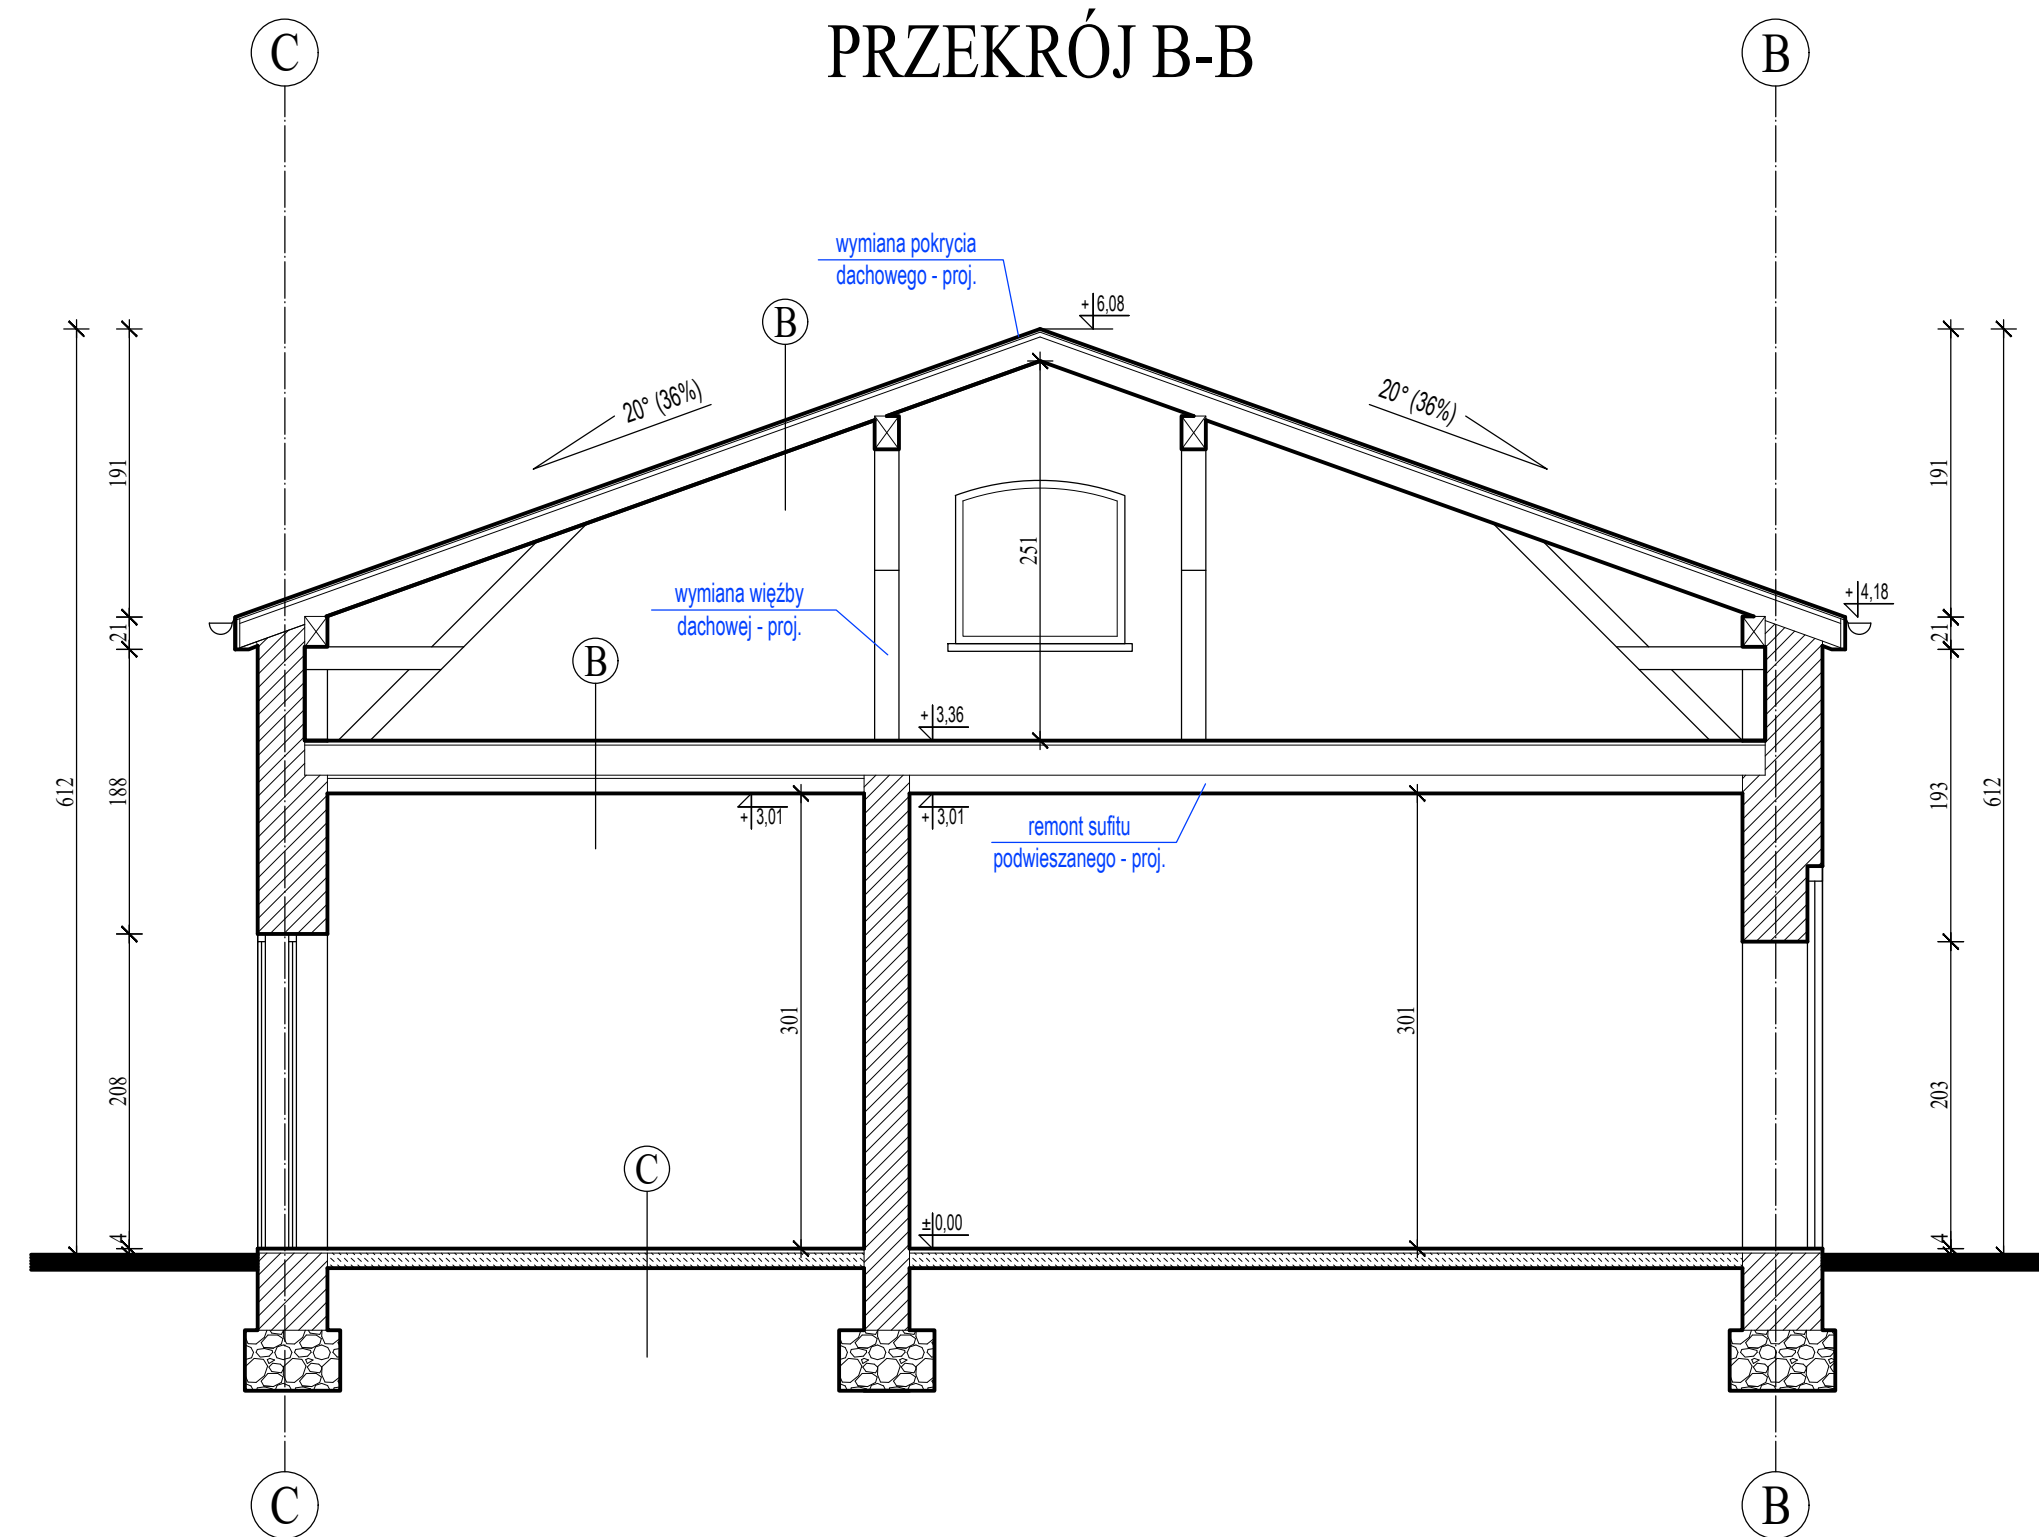 PRZEKRÓJ B-B
C
B
wymiana pokrycia
dachowego - proj.
+ 6,08
B
20° (36%)
20° (36%)
191
191
251
wymiana więźby
dachowej - proj.
+ 4,18
21
21
B
+ 3,36
612
188
193
612
+ 3,01
+ 3,01
remont sufitu
podwieszanego - proj.
301
301
208
203
C
± 0,00
4
4
C
B